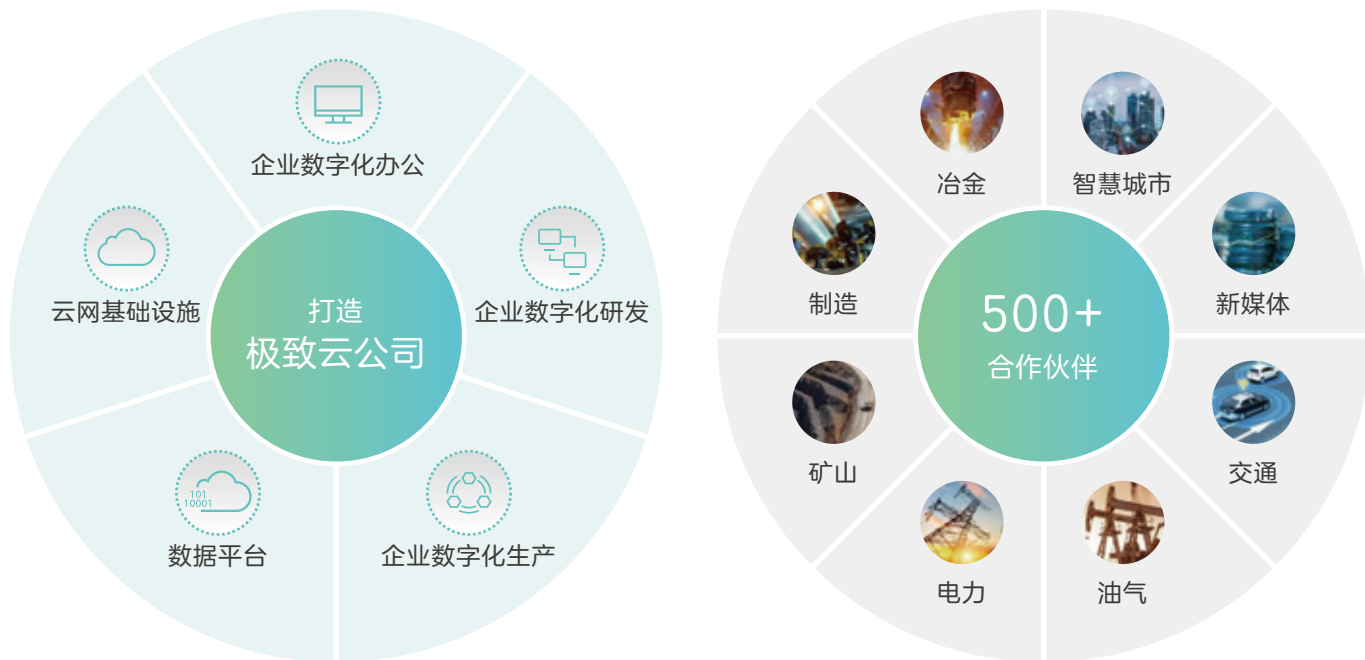 企业数字化办公
云网基础设施
企业数字化研发
打造
极致云公司
101
10001
数据平台
企业数字化生产
冶金
智慧城市
制造
新媒体
500+
合作伙伴
矿山
交通
电力
油气